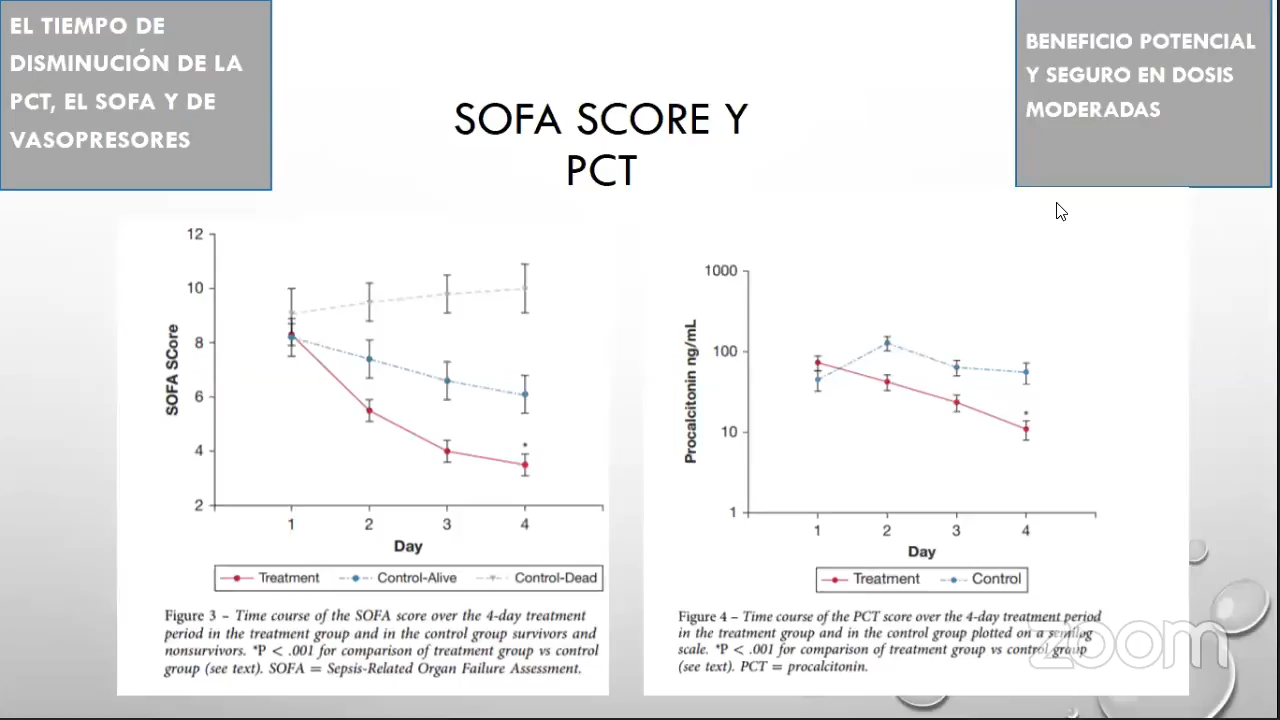 EL TIEMPO DE
DISMINUCIÓN DE LA
PCT, EL SOFA Y DE
VASOPRESORES
BENEFICIO POTENCIAL
Y SEGURO EN DOSIS
MODERADAS
SOFA SCORE Y
PCT
12
10
8
6
4
2
SOFA SCore
1 2 3 4
Day
*
Treatment Control-Alive Control-Dead
Figure 3 – Time course of the SOFA score over the 4-day treatment
period in the treatment group and in the control group survivors and
nonsurvivors. *P < .001 for comparison of treatment group vs control
group (see text). SOFA = Sepsis-Related Organ Failure Assessment.
1000
100
10
1
Procalcitonin ng/mL
1 2 3 4
Day
*
Treatment Control
Figure 4 – Time course of the PCT score over the 4-day treatment period
in the treatment group and in the control group plotted on a semilog
scale. *P < .001 for comparison of treatment group vs control group
(see text). PCT = procalcitonin.
zoom